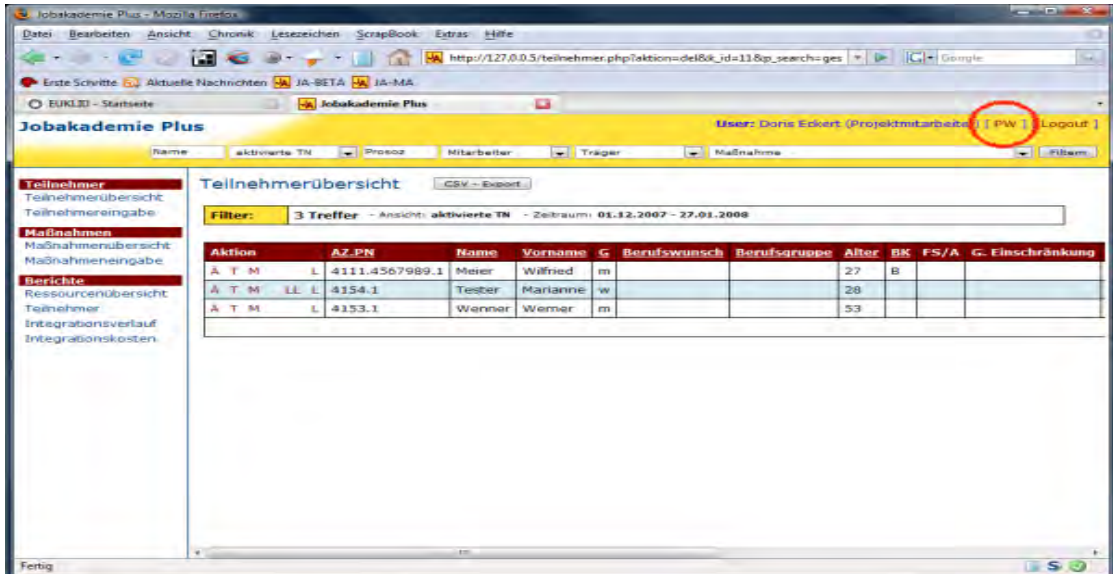 Jobakademie Plus - Mozilla Firefox
Datei Bearbeiten Ansicht Chronik Lesezeichen ScrapBook Extras Hilfe
http://127.0.0.5/teilnehmer.php?aktion=del&k_id=11&p_search=ges Google
Erste Schritte Aktuelle Nachrichten JA-BETA JA-MA
Startseite Jobakademie Plus
Jobakademie Plus User: Doris Eckert (Projektmitarbeiter) [ PW ] [Logout ]
Name aktivierte TN Prosoz Mitarbeiter Träger Maßnahme Filtern
Teilnehmer
Teilnehmerübersicht
Teilnehmereingabe
Maßnahmen
Maßnahmenübersicht
Maßnahmeneingabe
Berichte
Ressourcenübersicht
Teilnehmer
Integrationsverlauf
Integrationskosten
Teilnehmerübersicht CSV - Export
Filter: 3 Treffer - Ansicht: aktivierte TN - Zeitraum: 01.12.2007 - 27.01.2008
Aktion AZ.PN Name Vorname G Berufswunsch Berufsgruppe Alter BK FS/A G. Einschränkung
Ä T M L 4111.4567989.1 Meier Wilfried m 27 B
Ä T M LL L 4154.1 Tester Marianne w 28
Ä T M L 4153.1 Wenner Werner m 53
Fertig